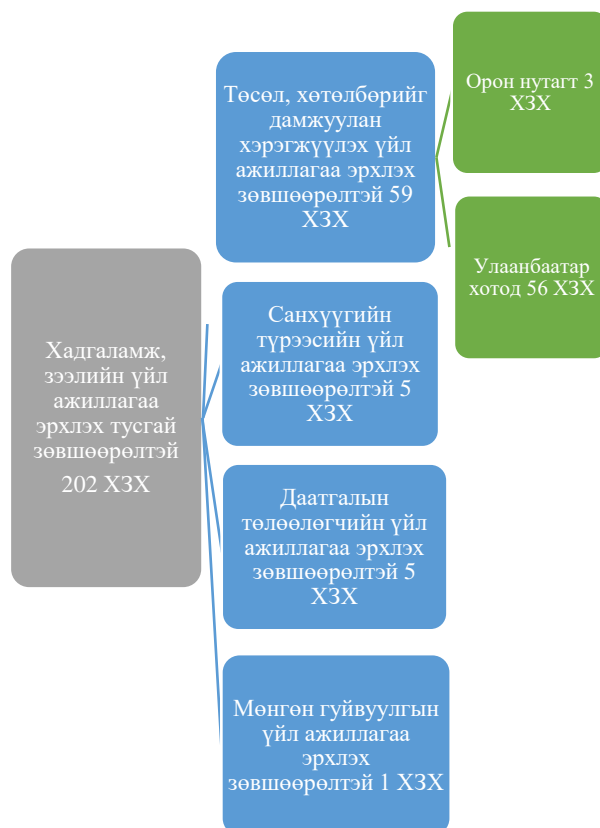 Хадгаламж,
зээлийн үйл
ажиллагаа
эрхлэх тусгай
зөвшөөрөлтэй
202 ХЗХ
Төсөл, хөтөлбөрийг
дамжуулан
хэрэгжүүлэх үйл
ажиллагаа эрхлэх
зөвшөөрөлтэй 59
ХЗХ
Орон нутагт 3
ХЗХ
Улаанбаатар
хотод 56 ХЗХ
Санхүүгийн
түрээсийн үйл
ажиллагаа эрхлэх
зөвшөөрөлтэй 5
ХЗХ
Даатгалын
төлөөлөгчийн үйл
ажиллагаа эрхлэх
зөвшөөрөлтэй 5
ХЗХ
Мөнгөн гуйвуулгын
үйл ажиллагаа
эрхлэх
зөвшөөрөлтэй 1 ХЗХ